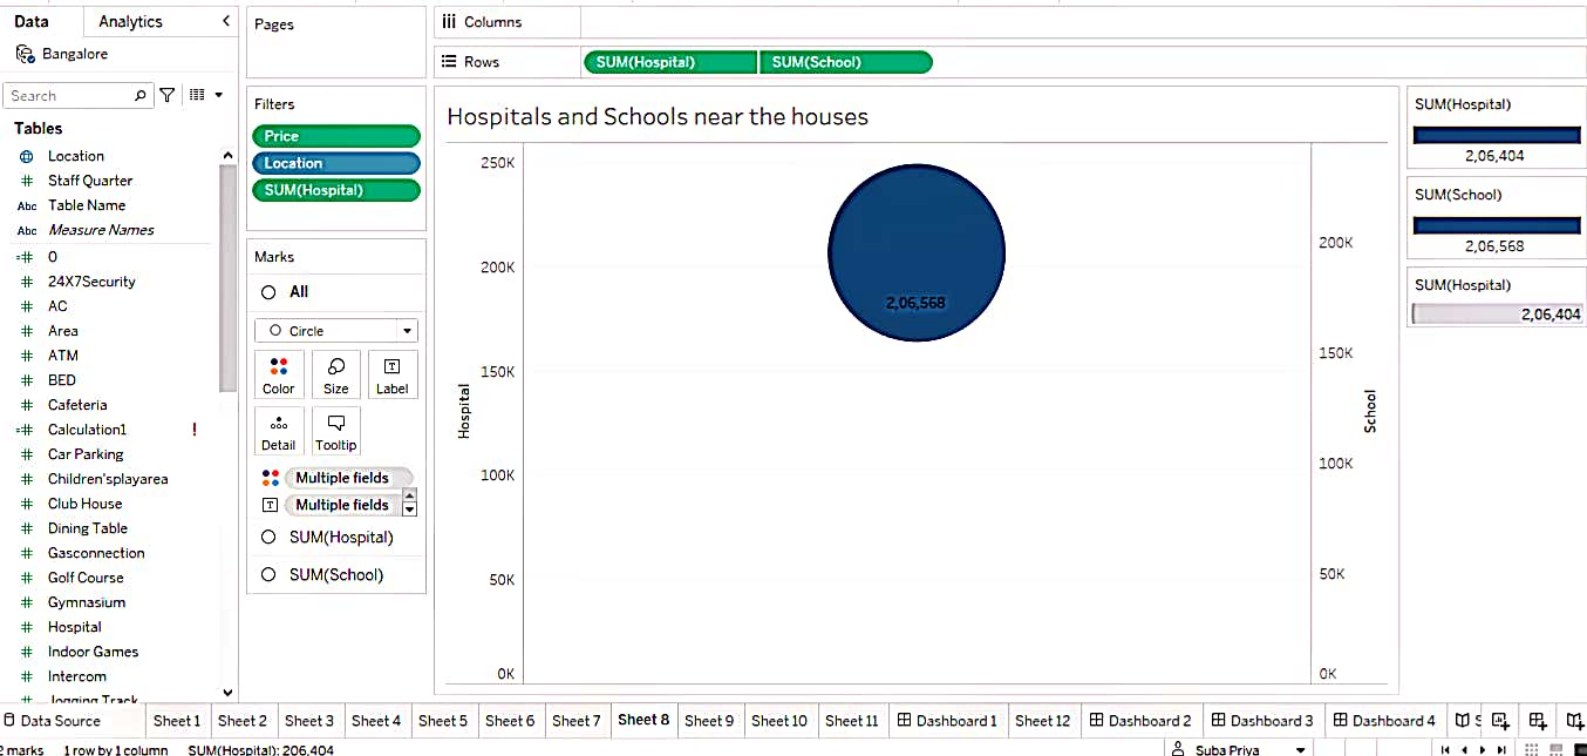 Data
Analytics
Bangalore
Search
Tables
Location
Staff Quarter
Abc Table Name
Abc Measure Names
0
24X7Security
AC
Area
ATM
BED
Cafeteria
Calculation1 !
Car Parking
Children'splayarea
Club House
Dining Table
Gasconnection
Golf Course
Gymnasium
Hospital
Indoor Games
Intercom
Jogging Track
Pages
Filters
Price
Location
SUM(Hospital)
Marks
All
Circle
Color Size Label
Detail Tooltip
Multiple fields
Multiple fields
SUM(Hospital)
SUM(School)
Columns
Rows SUM(Hospital) SUM(School)
Hospitals and Schools near the houses
250K
200K
150K
100K
50K
0K
Hospital
2,06,568
200K
150K
100K
50K
0K
School
SUM(Hospital)
2,06,404
SUM(School)
2,06,568
SUM(Hospital)
2,06,404
Data Source Sheet 1 Sheet 2 Sheet 3 Sheet 4 Sheet 5 Sheet 6 Sheet 7 Sheet 8 Sheet 9 Sheet 10 Sheet 11 Dashboard 1 Sheet 12 Dashboard 2 Dashboard 3 Dashboard 4 S
2 marks 1 row by 1 column SUM(Hospital): 206,404 Suba Priya